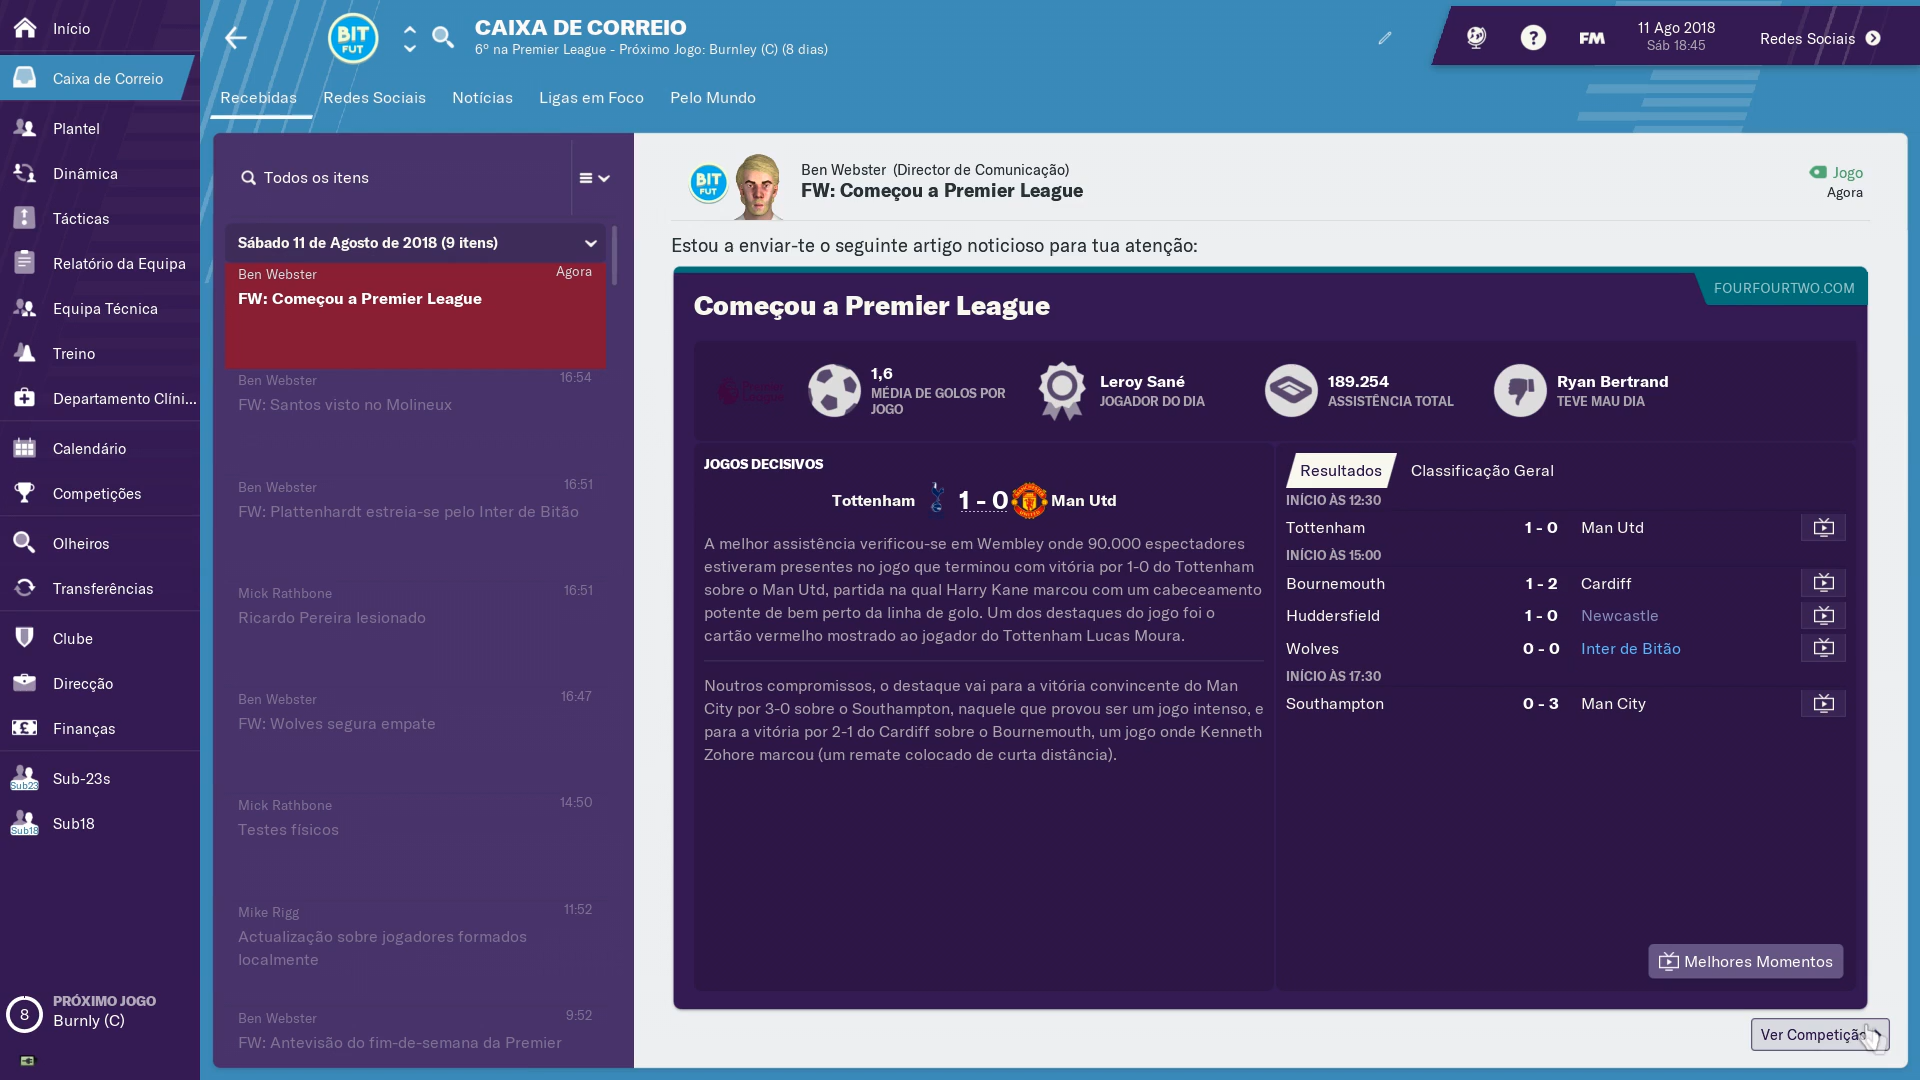 Início
Caixa de Correio
Plantel
Dinâmica
Tácticas
Relatório da Equipa
Equipa Técnica
Treino
Departamento Clíni...
Calendário
Competições
Olheiros
Transferências
Clube
Direcção
Finanças
Sub23
Sub-23s
Sub18
Sub18
8
PRÓXIMO JOGO
Burnly (C)
BIT
FUT
CAIXA DE CORREIO
6º na Premier League - Próximo Jogo: Burnley (C) (8 dias)
?
FM
11 Ago 2018
Sáb 18:45
Redes Sociais
Recebidas
Redes Sociais
Notícias
Ligas em Foco
Pelo Mundo
Todos os itens
Sábado 11 de Agosto de 2018 (9 itens)
Ben Webster
Agora
FW: Começou a Premier League
Ben Webster
16:54
FW: Santos visto no Molineux
Ben Webster
16:51
FW: Plattenhardt estreia-se pelo Inter de Bitão
Mick Rathbone
16:51
Ricardo Pereira lesionado
Ben Webster
16:47
FW: Wolves segura empate
Mick Rathbone
14:50
Testes físicos
Mike Rigg
11:52
Actualização sobre jogadores formados
localmente
Ben Webster
9:52
FW: Antevisão do fim-de-semana da Premier
BIT
FUT
Ben Webster (Director de Comunicação)
FW: Começou a Premier League
Jogo
Agora
Estou a enviar-te o seguinte artigo noticioso para tua atenção:
FOURFOURTWO.COM
Começou a Premier League
Premier League
1,6
MÉDIA DE GOLOS POR
JOGO
Leroy Sané
JOGADOR DO DIA
189.254
ASSISTÊNCIA TOTAL
Ryan Bertrand
TEVE MAU DIA
JOGOS DECISIVOS
Tottenham 1 - 0 Man Utd
A melhor assistência verificou-se em Wembley onde 90.000 espectadores
estiveram presentes no jogo que terminou com vitória por 1-0 do Tottenham
sobre o Man Utd, partida na qual Harry Kane marcou com um cabeceamento
potente de bem perto da linha de golo. Um dos destaques do jogo foi o
cartão vermelho mostrado ao jogador do Tottenham Lucas Moura.
Noutros compromissos, o destaque vai para a vitória convincente do Man
City por 3-0 sobre o Southampton, naquele que provou ser um jogo intenso, e
para a vitória por 2-1 do Cardiff sobre o Bournemouth, um jogo onde Kenneth
Zohore marcou (um remate colocado de curta distância).
Resultados
Classificação Geral
INÍCIO ÀS 12:30
Tottenham 1 - 0 Man Utd
INÍCIO ÀS 15:00
Bournemouth 1 - 2 Cardiff
Huddersfield 1 - 0 Newcastle
Wolves 0 - 0 Inter de Bitão
INÍCIO ÀS 17:30
Southampton 0 - 3 Man City
Melhores Momentos
Ver Competição